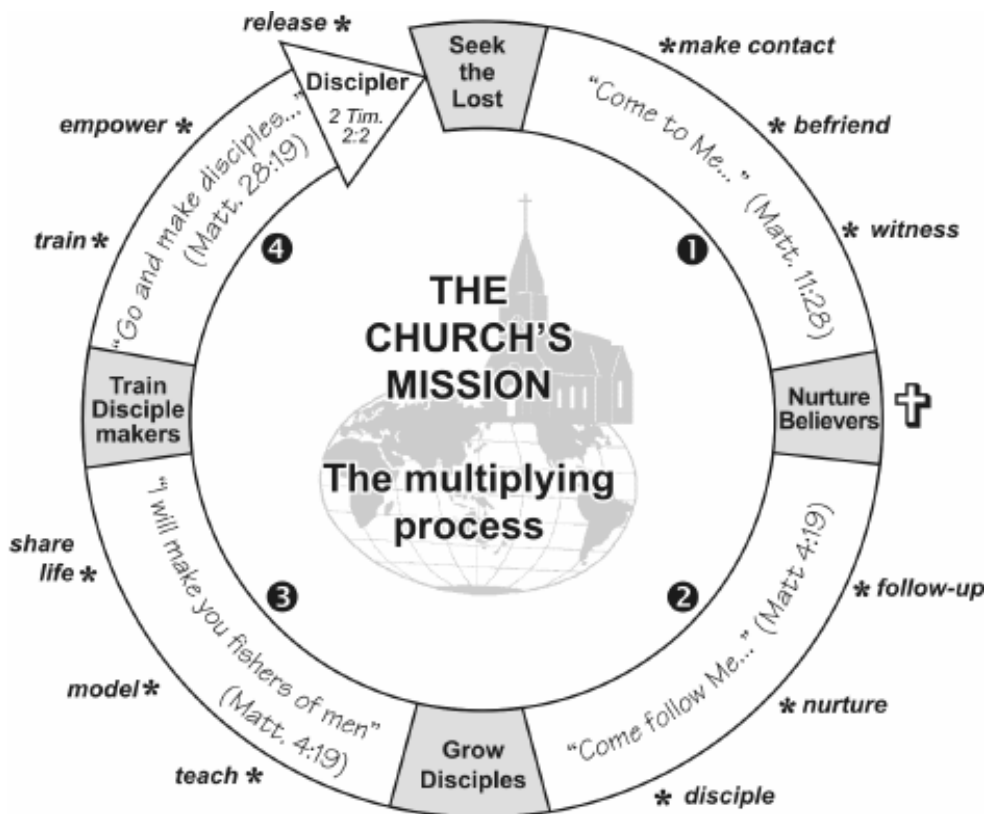 release *
Seek
the
Lost
* make contact
Discipler
2 Tim.
2:2
"Come to Me..." (Matt. 11:28)
* befriend
* witness
❶
Nurture
Believers
"Come follow Me..." (Matt 4:19)
* follow-up
* nurture
* disciple
❷
Grow
Disciples
"I will make you fishers of men"
(Matt. 4:19)
teach *
model *
share
life *
❸
Train
Disciple
makers
"Go and make disciples..."
(Matt. 28:19)
train *
empower *
❹
THE
CHURCH'S
MISSION
The multiplying
process